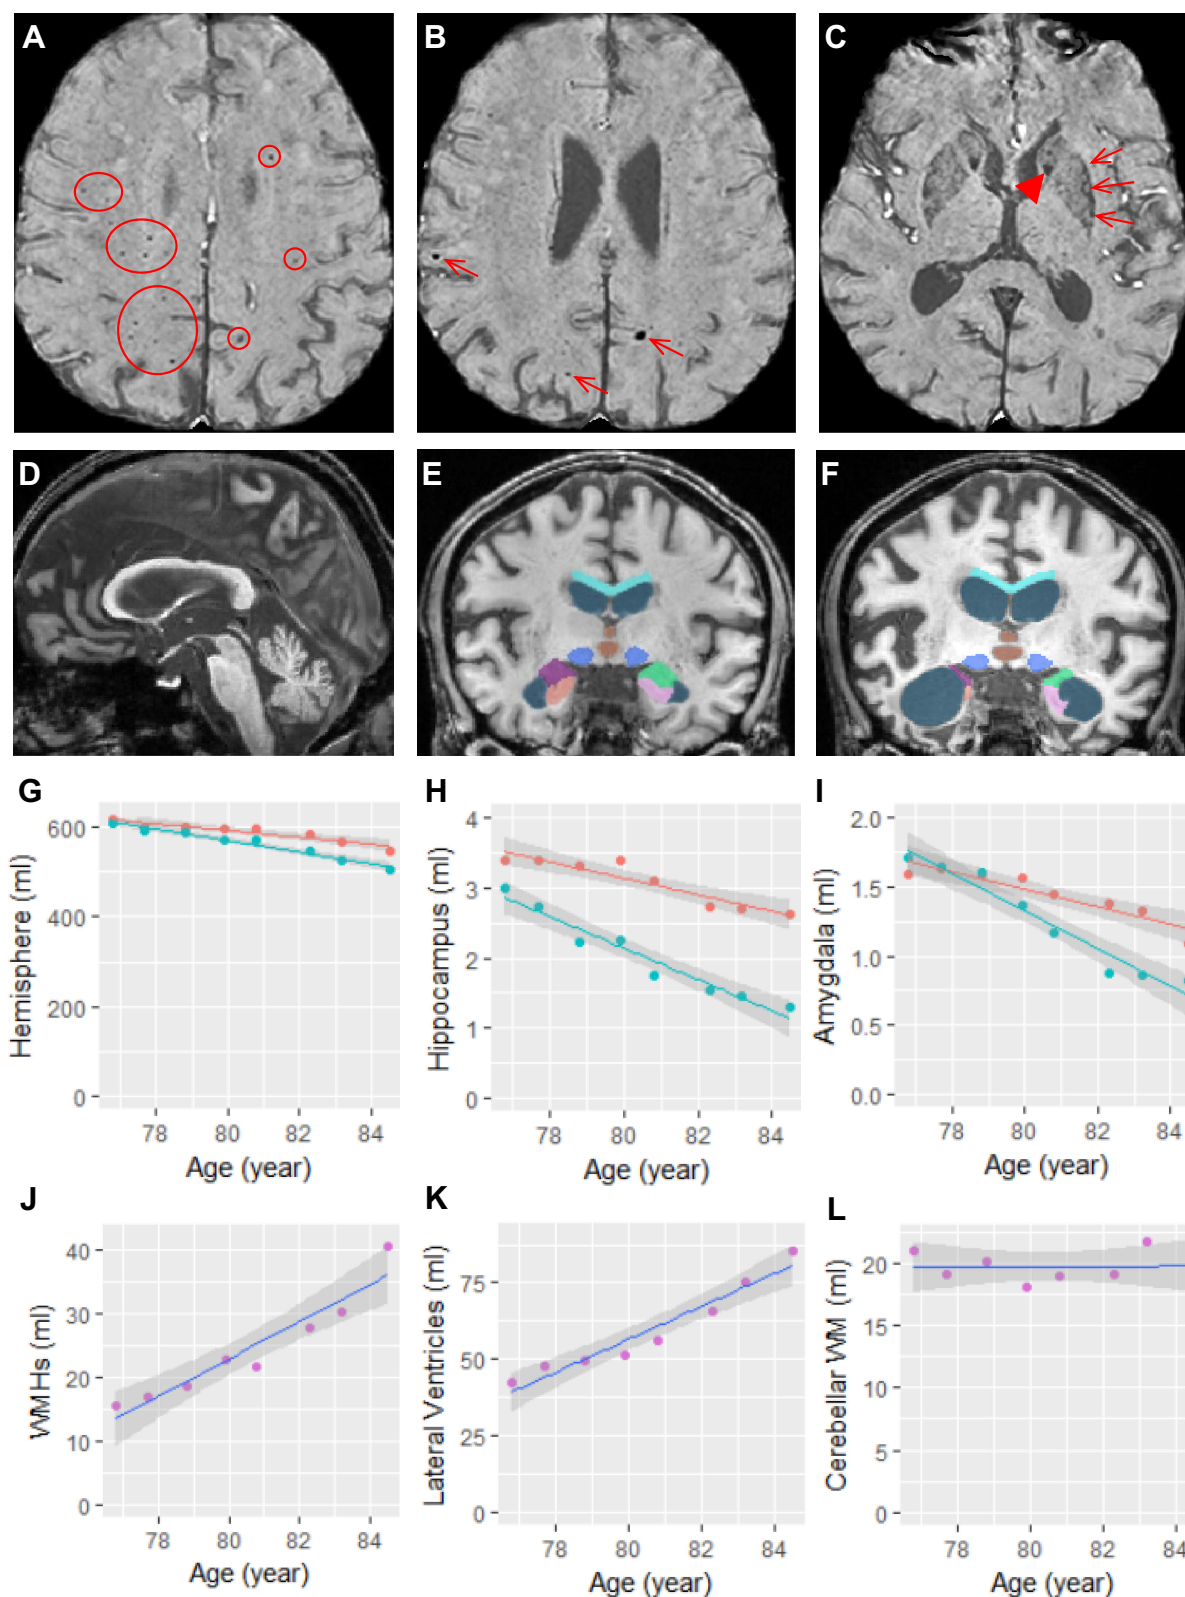 A
B
C
D
E
F
G
Hemisphere (ml)
600
400
200
0
78 80 82 84
Age (year)
H
Hippocampus (ml)
4
3
2
1
0
78 80 82 84
Age (year)
I
Amygdala (ml)
2.0
1.5
1.0
0.5
0.0
78 80 82 84
Age (year)
J
WMHs (ml)
40
30
20
10
0
78 80 82 84
Age (year)
K
Lateral Ventricles (ml)
75
50
25
0
78 80 82 84
Age (year)
L
Cerebellar WM (ml)
20
15
10
5
0
78 80 82 84
Age (year)